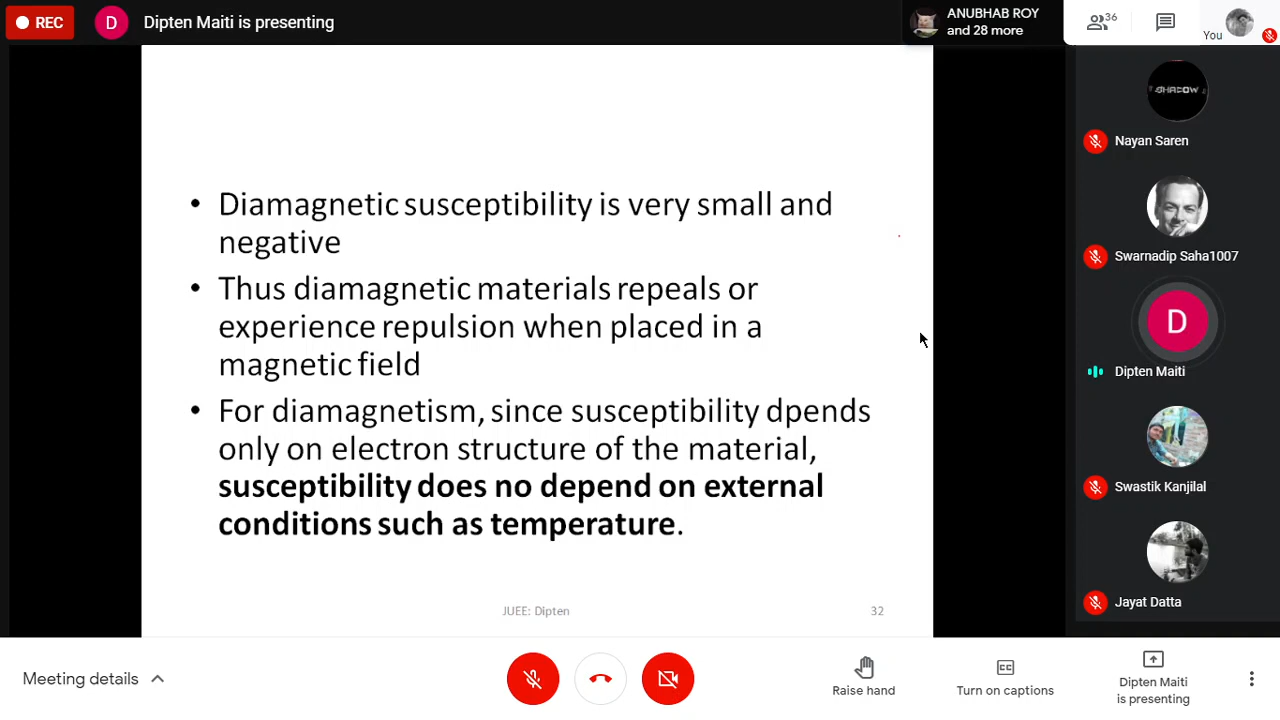 REC
D
Dipten Maiti is presenting
ANUBHAB ROY
and 28 more
36
You
SHADOW
Nayan Saren
Swarnadip Saha1007
D
Dipten Maiti
Swastik Kanjilal
Jayat Datta
• Diamagnetic susceptibility is very small and
negative
• Thus diamagnetic materials repeals or
experience repulsion when placed in a
magnetic field
• For diamagnetism, since susceptibility dpends
only on electron structure of the material,
susceptibility does no depend on external
conditions such as temperature.
JUEE: Dipten
32
Meeting details
Raise hand
CC
Turn on captions
Dipten Maiti
is presenting